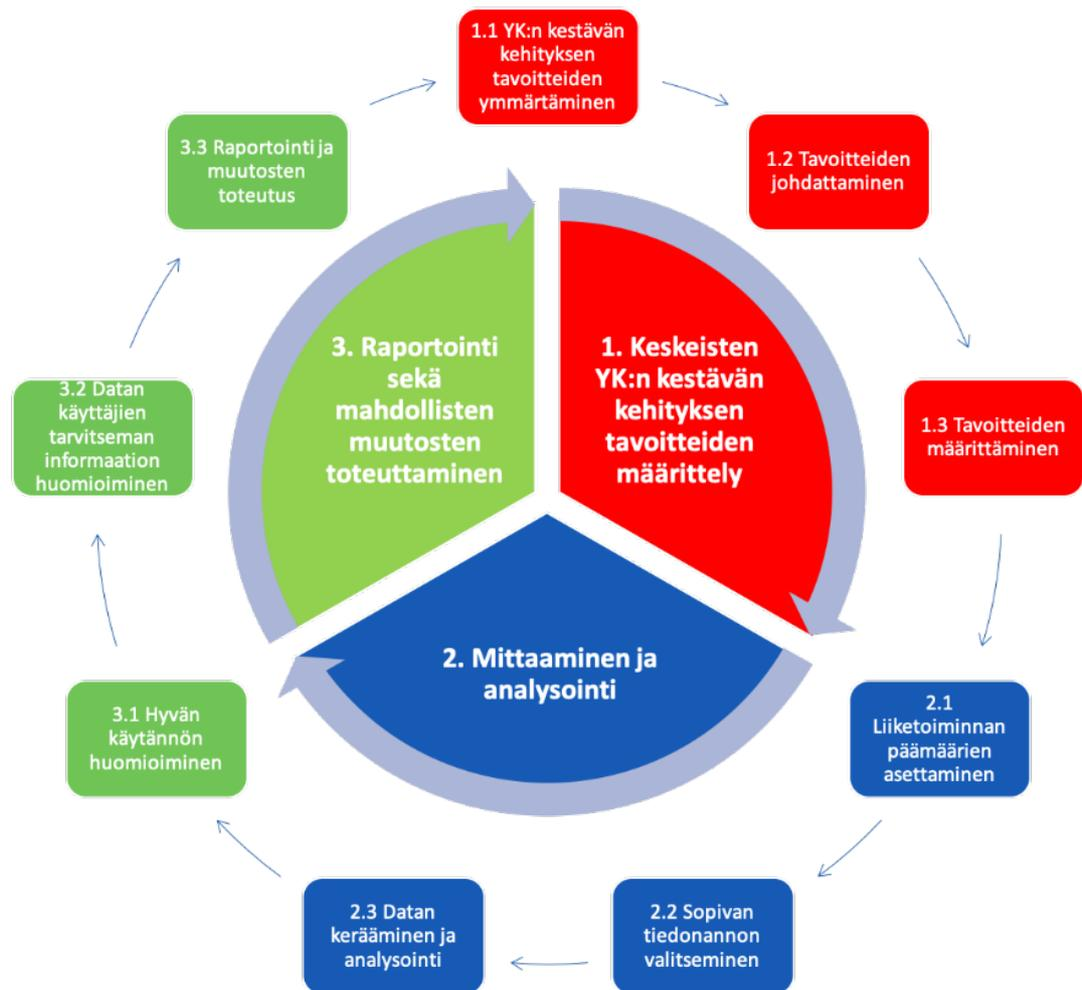 1.1 YK:n kestävän
kehityksen
tavoitteiden
ymmärtäminen
1.2 Tavoitteiden
johdattaminen
1.3 Tavoitteiden
määrittäminen
2.1
Liiketoiminnan
päämäärien
asettaminen
2.2 Sopivan
tiedonannon
valitseminen
2.3 Datan
kerääminen ja
analysointi
3.1 Hyvän
käytännön
huomioiminen
3.2 Datan
käyttäjien
tarvitseman
informaation
huomioiminen
3.3 Raportointi ja
muutosten
toteutus
1. Keskeisten
YK:n kestävän
kehityksen
tavoitteiden
määrittely
2. Mittaaminen ja
analysointi
3. Raportointi
sekä
mahdollisten
muutosten
toteuttaminen